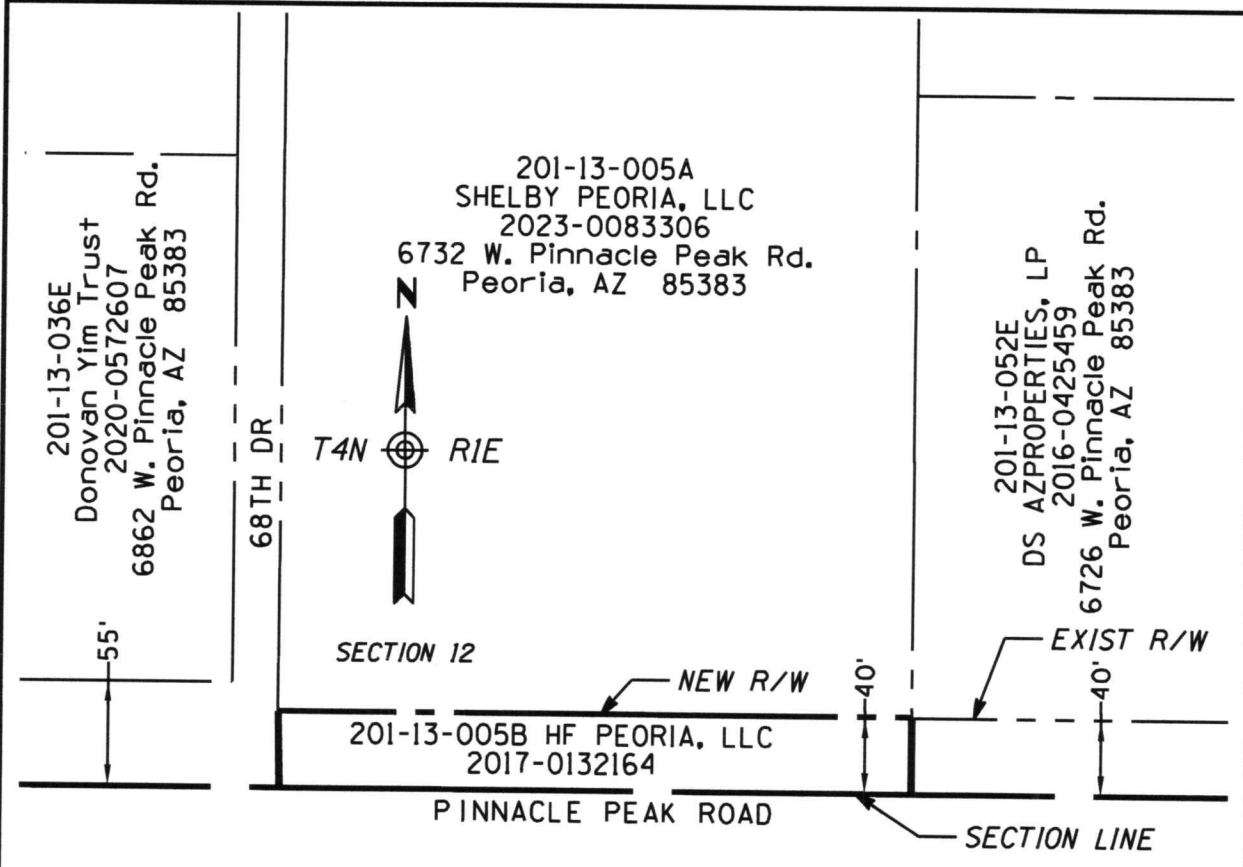 201-13-005A
SHELBY PEORIA, LLC
2023-0083306
6732 W. Pinnacle Peak Rd.
Peoria, AZ 85383
201-13-036E
Donovan Yim Trust
2020-0572607
6862 W. Pinnacle Peak Rd.
Peoria, AZ 85383
68TH DR
N
T4N R1E
SECTION 12
201-13-052E
DS AZPROPERTIES, LP
2016-0425459
6726 W. Pinnacle Peak Rd.
Peoria, AZ 85383
55'
NEW R/W
40'
EXIST R/W
40'
201-13-005B HF PEORIA, LLC
2017-0132164
PINNACLE PEAK ROAD
SECTION LINE